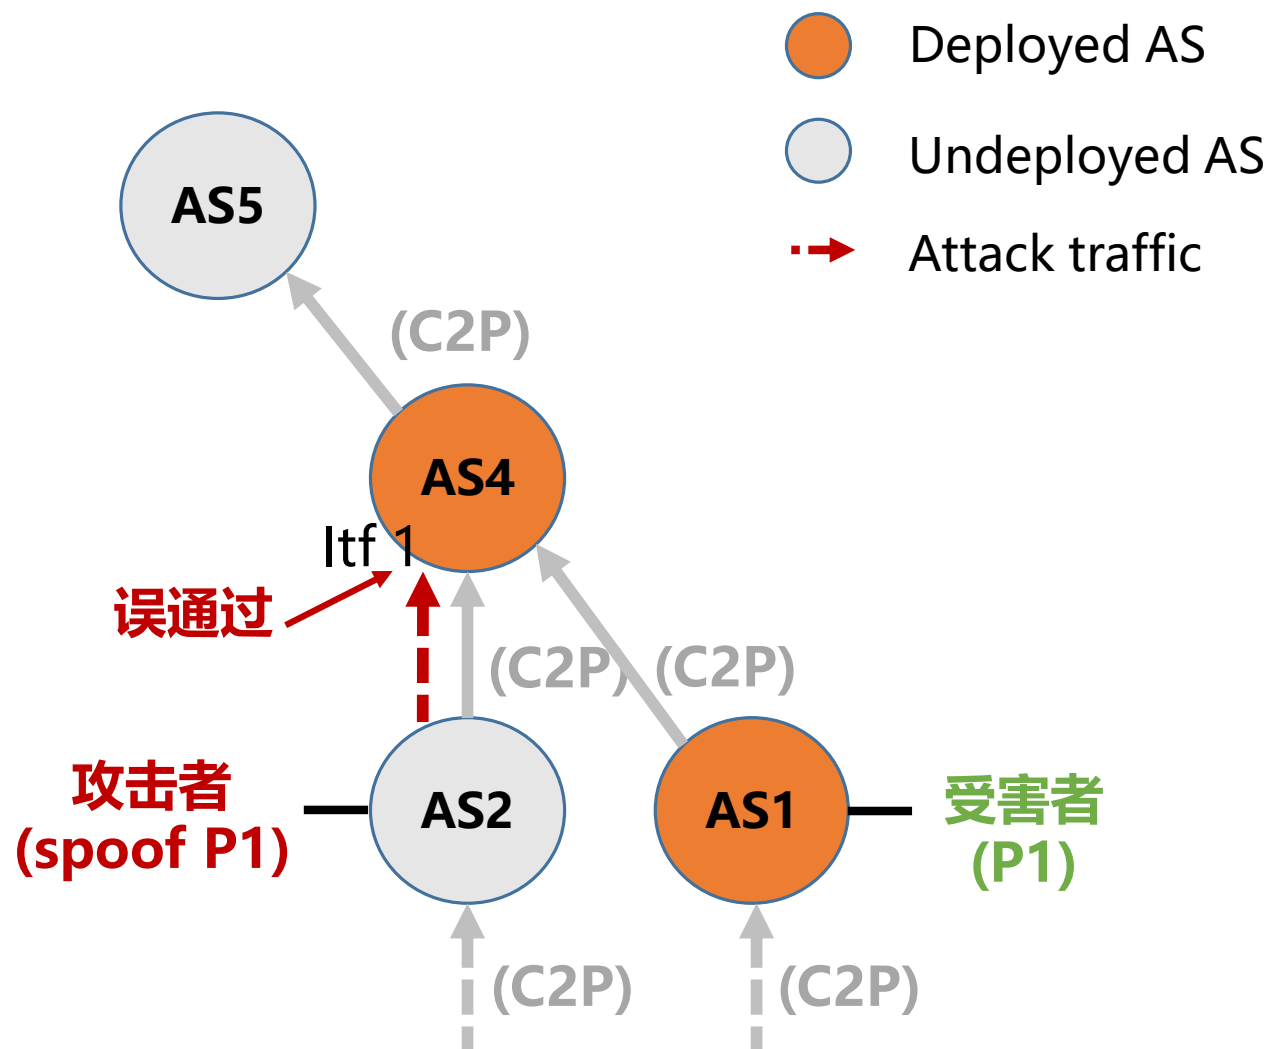 Deployed AS
Undeployed AS
Attack traffic
AS5
(C2P)
AS4
Itf 1
误通过
(C2P)
(C2P)
攻击者
(spoof P1)
AS2
AS1
受害者
(P1)
(C2P)
(C2P)